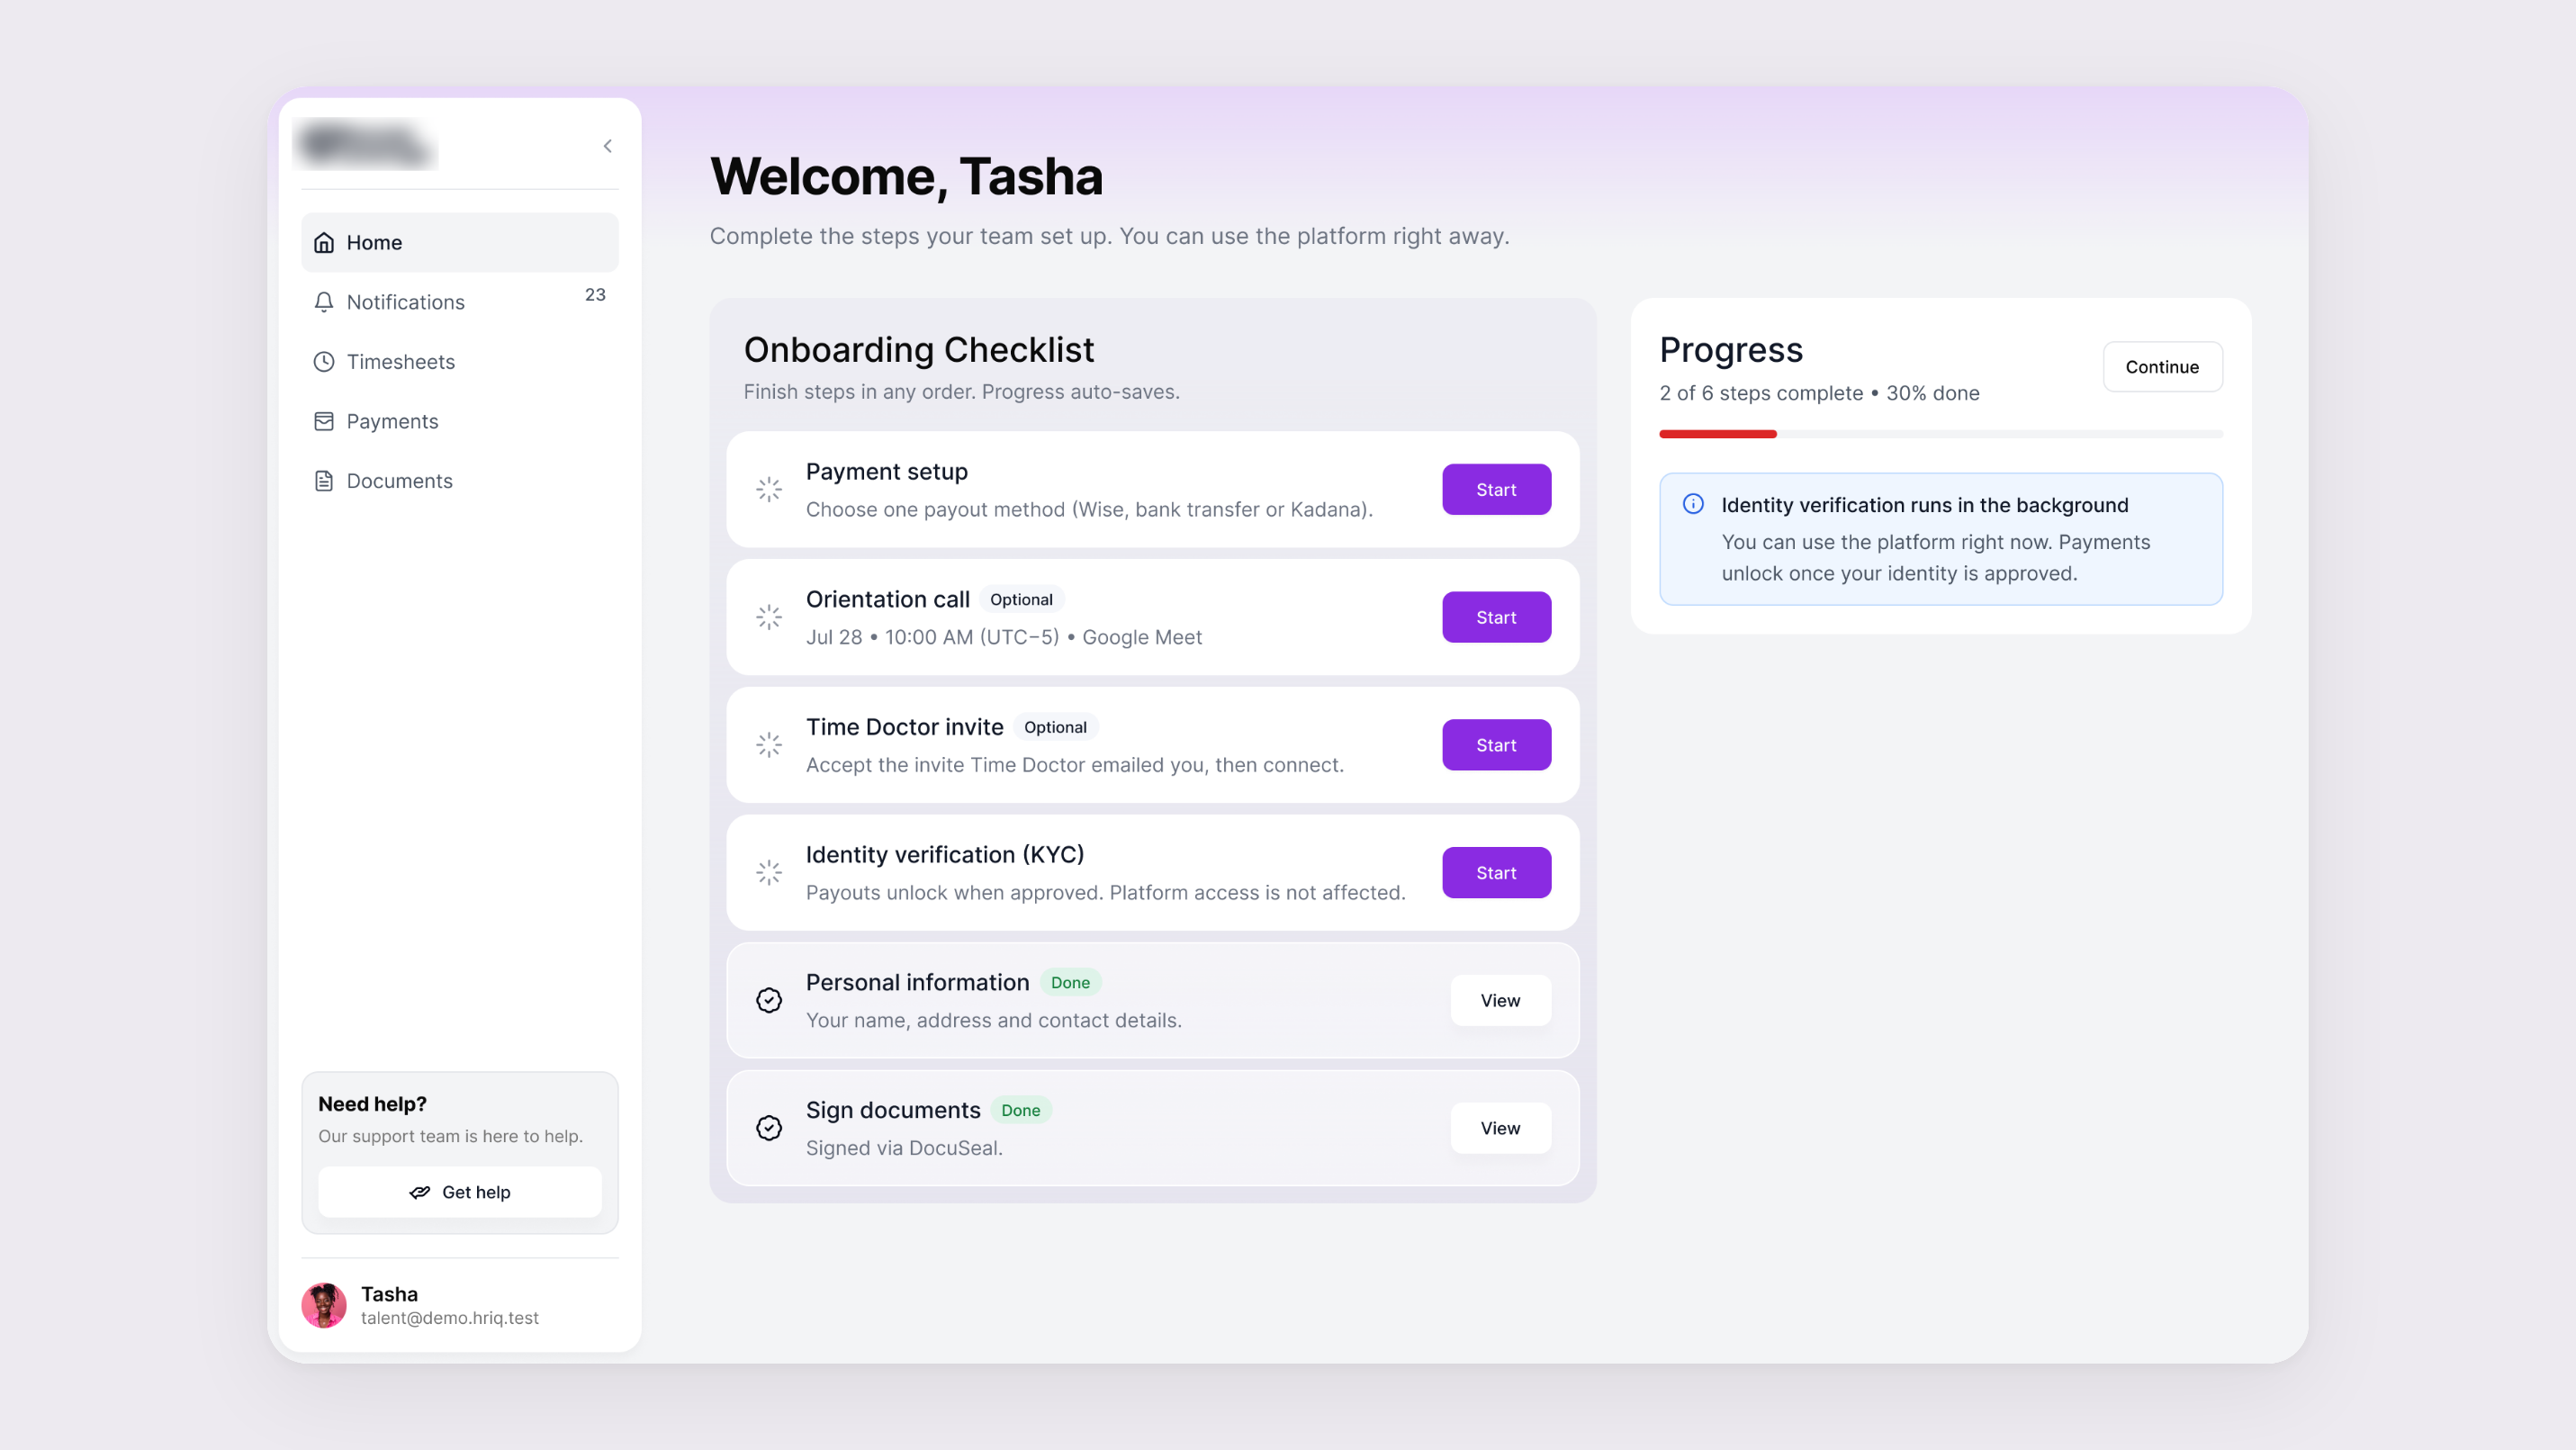 Home
Notifications
23
Timesheets
Payments
Documents
Need help?
Our support team is here to help.
Get help
Tasha
talent@demo.hriq.test
Welcome, Tasha
Complete the steps your team set up. You can use the platform right away.
Onboarding Checklist
Finish steps in any order. Progress auto-saves.
Payment setup
Choose one payout method (Wise, bank transfer or Kadana).
Start
Orientation call
Optional
Jul 28 • 10:00 AM (UTC−5) • Google Meet
Start
Time Doctor invite
Optional
Accept the invite Time Doctor emailed you, then connect.
Start
Identity verification (KYC)
Payouts unlock when approved. Platform access is not affected.
Start
Personal information
Done
Your name, address and contact details.
View
Sign documents
Done
Signed via DocuSeal.
View
Progress
2 of 6 steps complete • 30% done
Continue
Identity verification runs in the background
You can use the platform right now. Payments
unlock once your identity is approved.